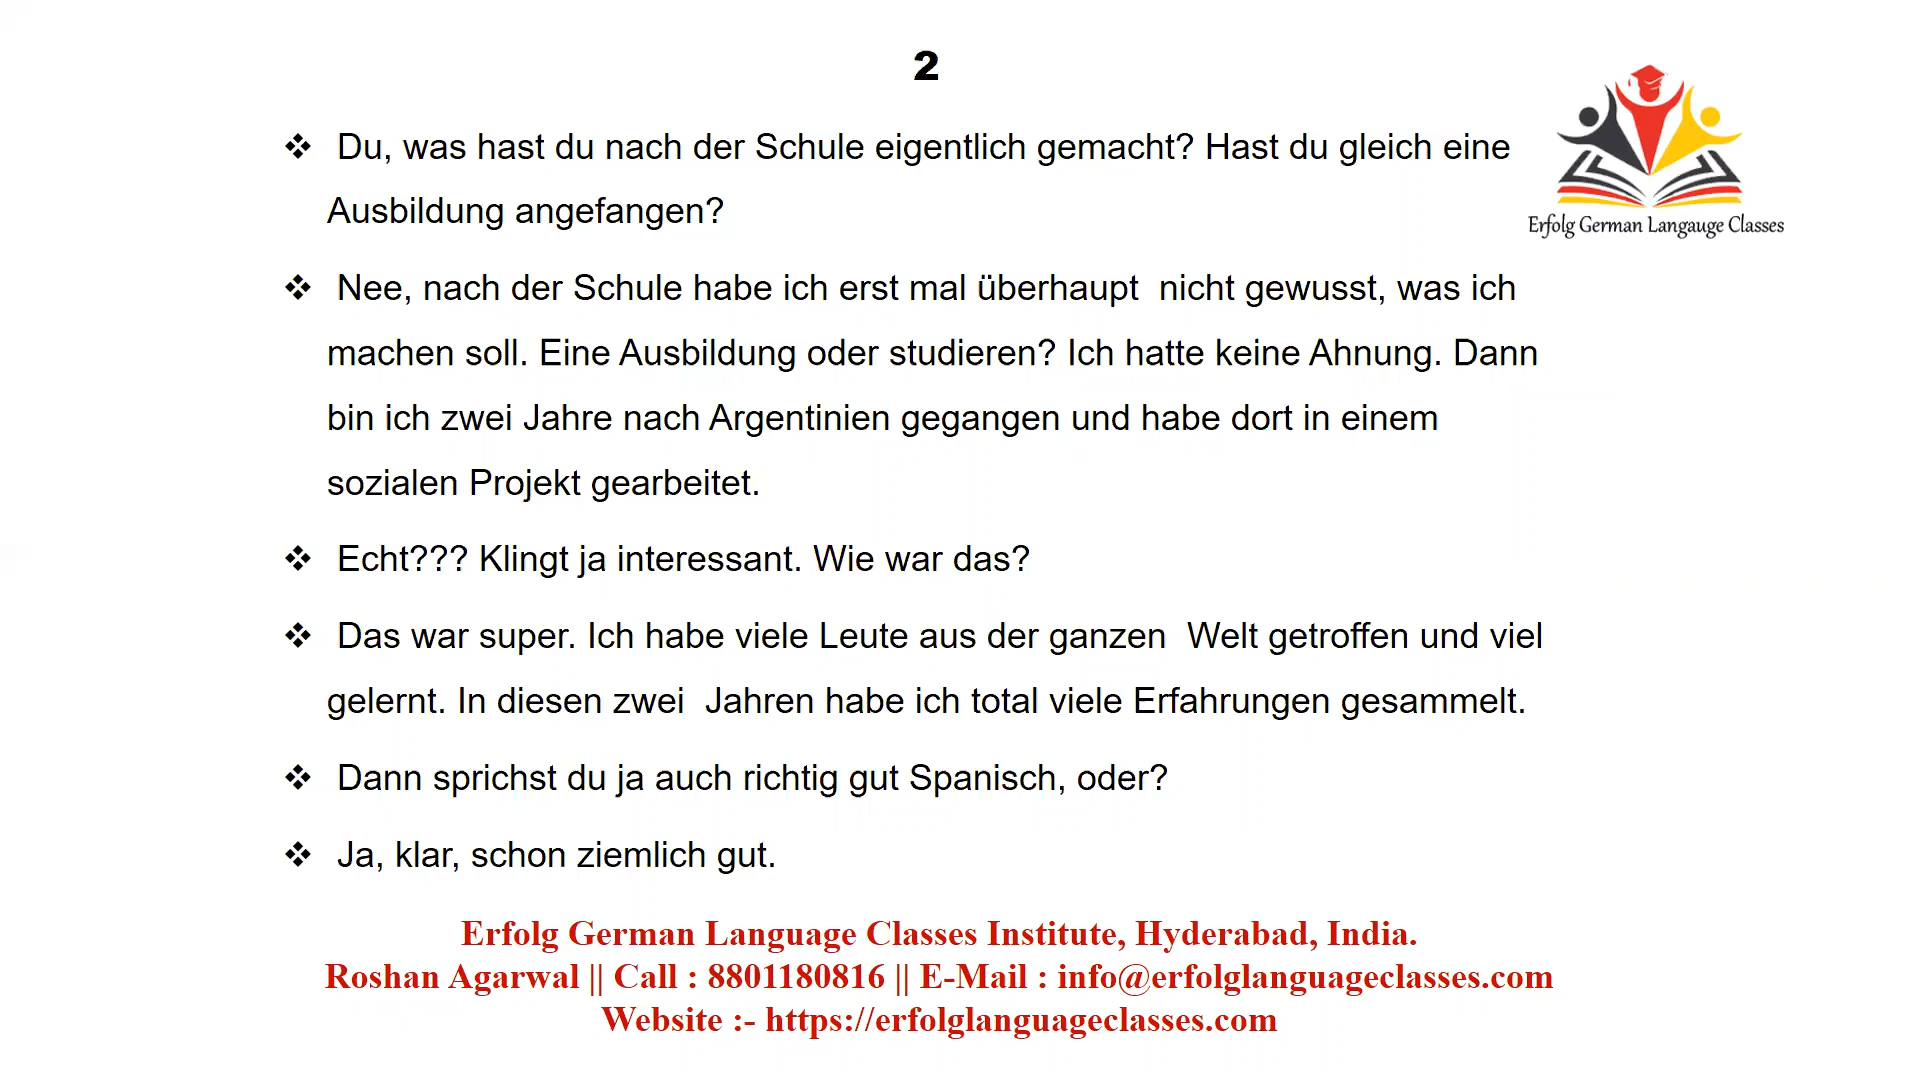 2
❖ Du, was hast du nach der Schule eigentlich gemacht? Hast du gleich eine
Ausbildung angefangen?
❖ Nee, nach der Schule habe ich erst mal überhaupt  nicht gewusst, was ich
machen soll. Eine Ausbildung oder studieren? Ich hatte keine Ahnung. Dann
bin ich zwei Jahre nach Argentinien gegangen und habe dort in einem
sozialen Projekt gearbeitet.
❖ Echt??? Klingt ja interessant. Wie war das?
❖ Das war super. Ich habe viele Leute aus der ganzen  Welt getroffen und viel
gelernt. In diesen zwei  Jahren habe ich total viele Erfahrungen gesammelt.
❖ Dann sprichst du ja auch richtig gut Spanisch, oder?
❖ Ja, klar, schon ziemlich gut.
Erfolg German Langauge Classes
Erfolg German Language Classes Institute, Hyderabad, India.
Roshan Agarwal || Call : 8801180816 || E-Mail : info@erfolglanguageclasses.com
Website :- https://erfolglanguageclasses.com